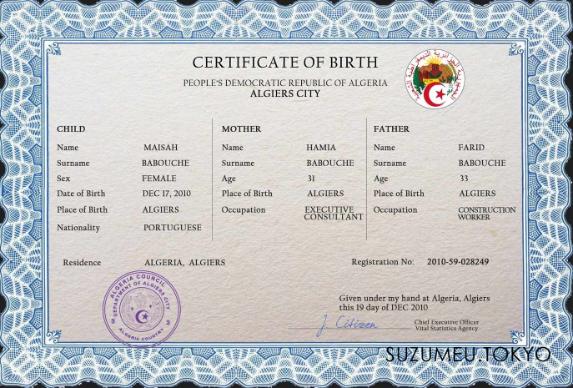 CERTIFICATE OF BIRTH
PEOPLE'S DEMOCRATIC REPUBLIC OF ALGERIA
ALGIERS CITY
CHILD
Name MAISAH
Surname BABOUCHE
Sex FEMALE
Date of Birth DEC 17, 2010
Place of Birth ALGIERS
Nationality PORTUGUESE
MOTHER
Name HAMIA
Surname BABOUCHE
Age 31
Place of Birth ALGIERS
Occupation EXECUTIVE
CONSULTANT
FATHER
Name FARID
Surname BABOUCHE
Age 33
Place of Birth ALGIERS
Occupation CONSTRUCTION
WORKER
Residence ALGERIA, ALGIERS
Registration No: 2010-59-028249
ALGERIA COUNCIL
DEPARTMENT OF ALGIERS CITY
ALGERIA COUNTRY
Given under my hand at Algeria, Algiers
this 19 day of DEC 2010
J. Citizen
Chief Executive Officer
Vital Statistics Agency
SUZUMEU.TOKYO